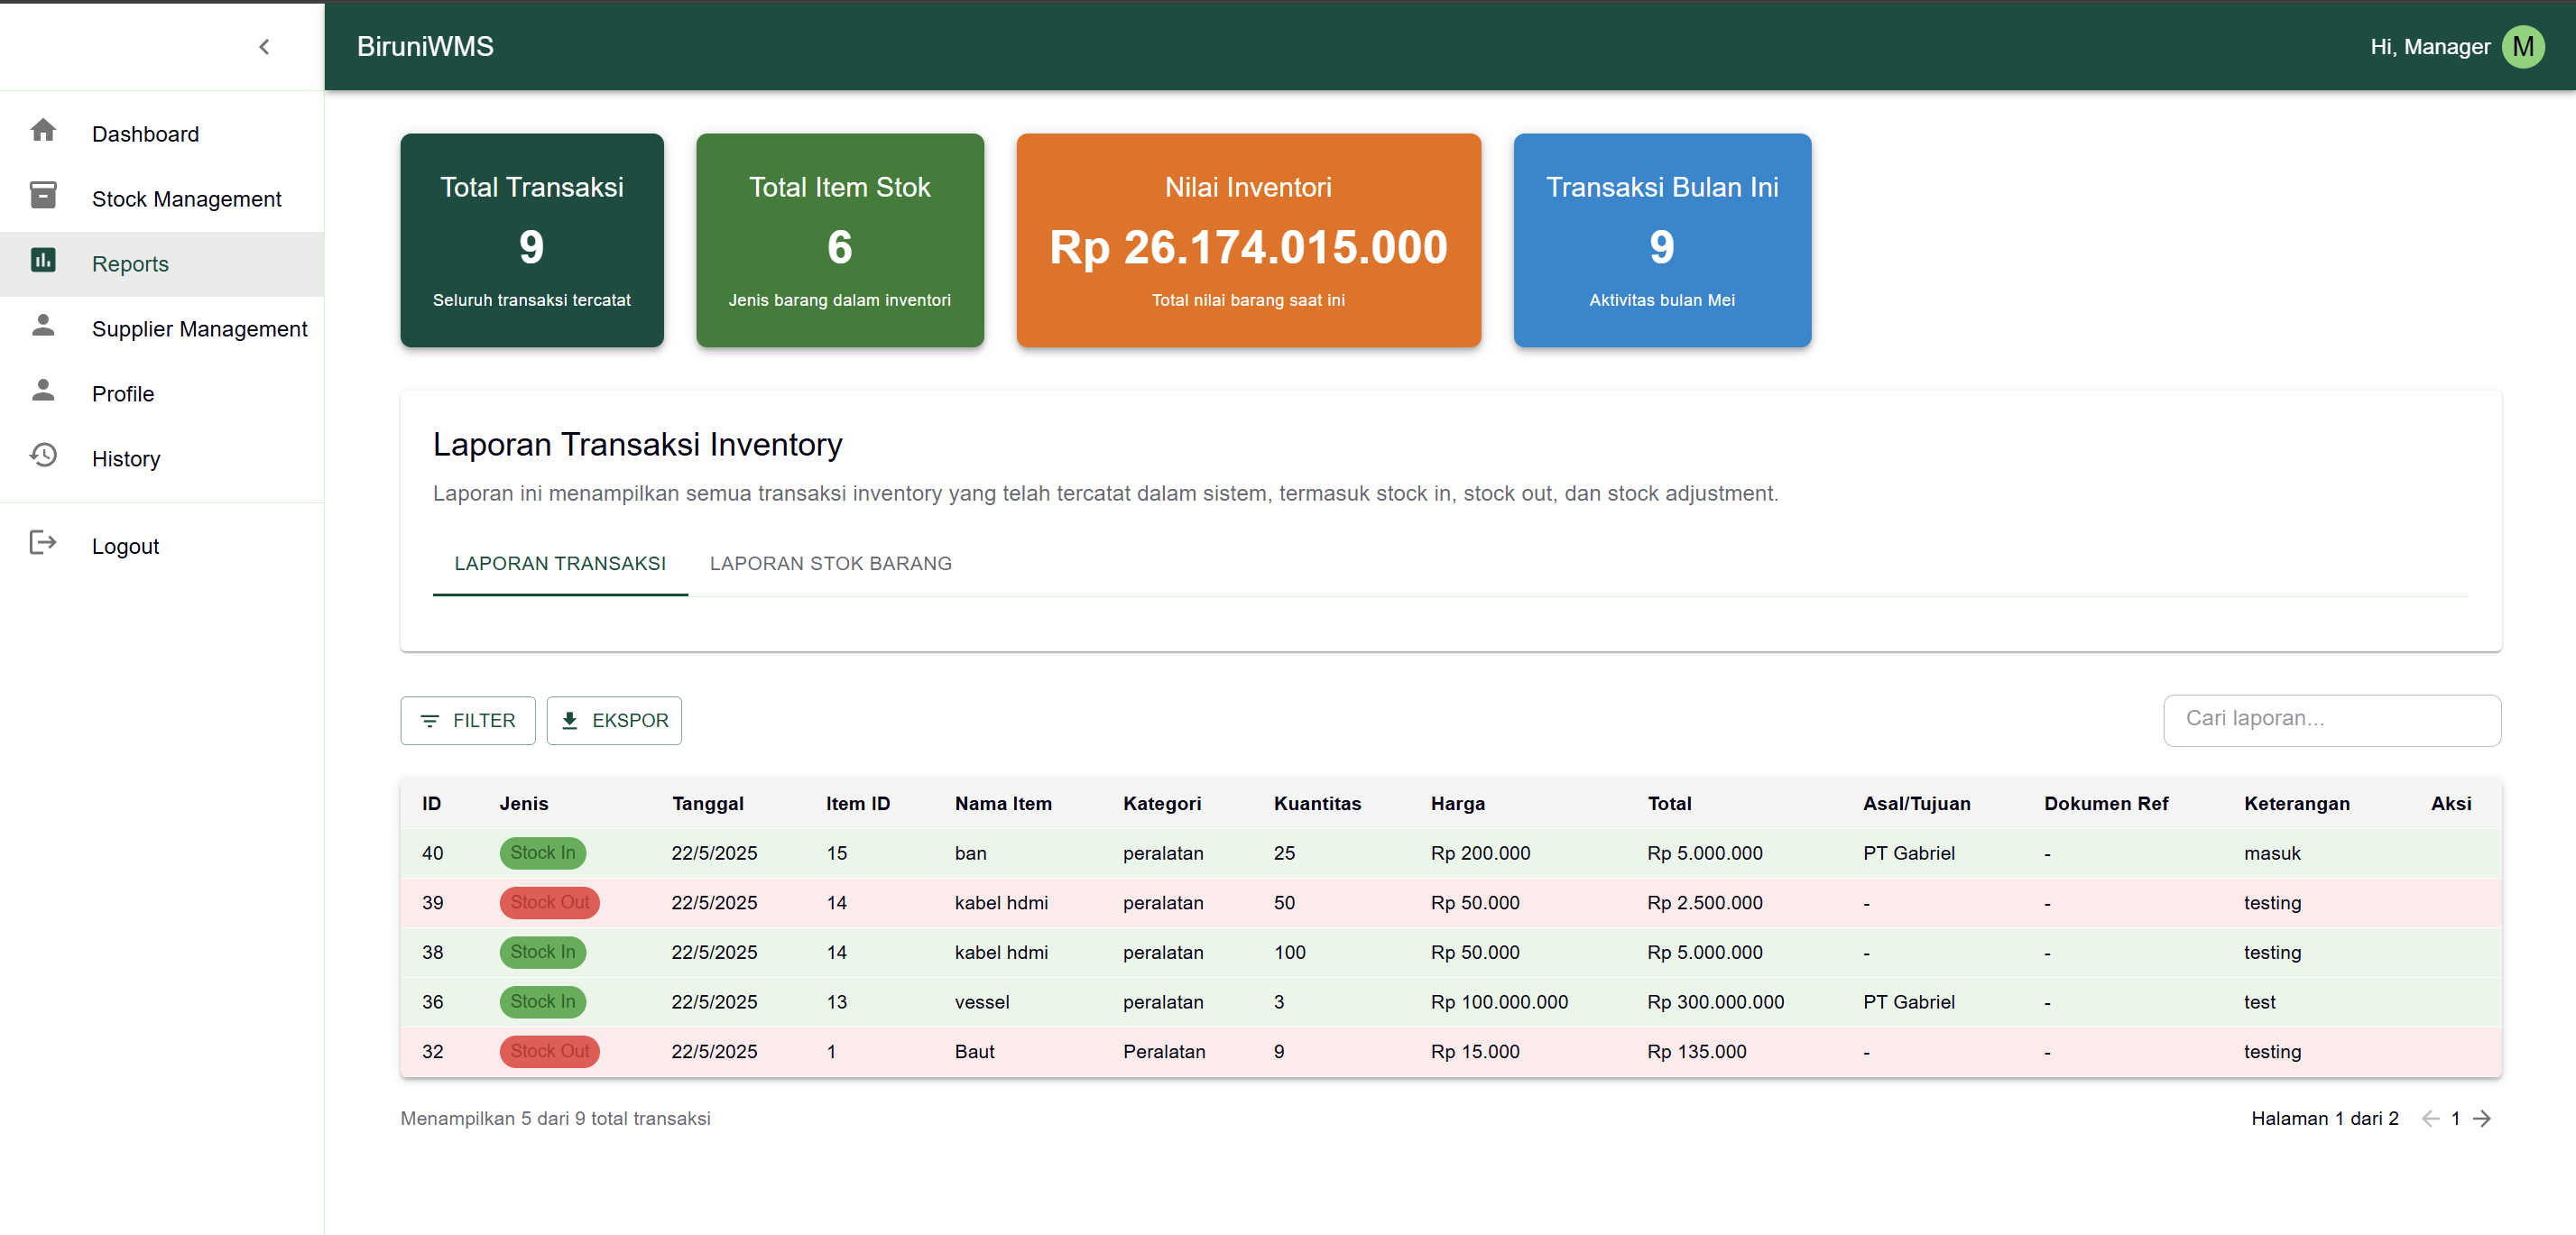 BiruniWMS
Hi, Manager M
Dashboard
Stock Management
Reports
Supplier Management
Profile
History
Logout
Total Transaksi
9
Seluruh transaksi tercatat
Total Item Stok
6
Jenis barang dalam inventori
Nilai Inventori
Rp 26.174.015.000
Total nilai barang saat ini
Transaksi Bulan Ini
9
Aktivitas bulan Mei
Laporan Transaksi Inventory
Laporan ini menampilkan semua transaksi inventory yang telah tercatat dalam sistem, termasuk stock in, stock out, dan stock adjustment.
LAPORAN TRANSAKSI LAPORAN STOK BARANG
FILTER EKSPOR Cari laporan...
ID Jenis Tanggal Item ID Nama Item Kategori Kuantitas Harga Total Asal/Tujuan Dokumen Ref Keterangan Aksi
40 Stock In 22/5/2025 15 ban peralatan 25 Rp 200.000 Rp 5.000.000 PT Gabriel - masuk
39 Stock Out 22/5/2025 14 kabel hdmi peralatan 50 Rp 50.000 Rp 2.500.000 - - testing
38 Stock In 22/5/2025 14 kabel hdmi peralatan 100 Rp 50.000 Rp 5.000.000 - - testing
36 Stock In 22/5/2025 13 vessel peralatan 3 Rp 100.000.000 Rp 300.000.000 PT Gabriel - test
32 Stock Out 22/5/2025 1 Baut Peralatan 9 Rp 15.000 Rp 135.000 - - testing
Menampilkan 5 dari 9 total transaksi Halaman 1 dari 2 1